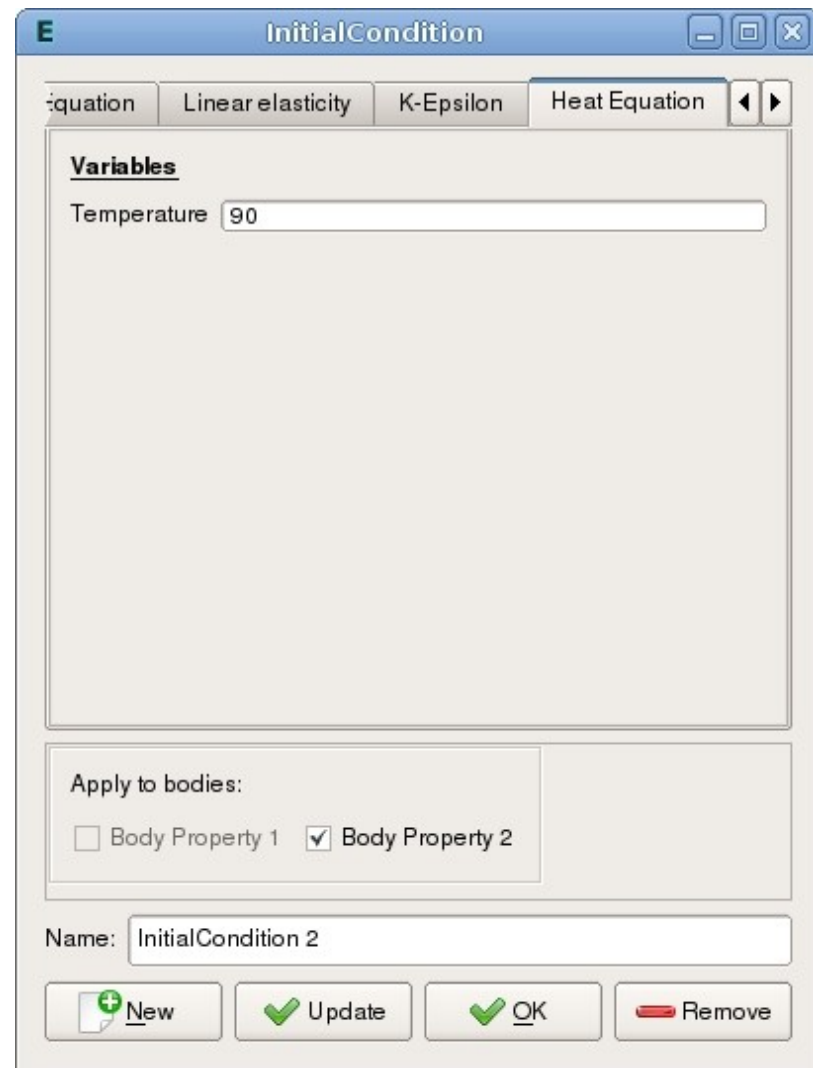 E InitialCondition
Equation Linear elasticity K-Epsilon Heat Equation
Variables
Temperature 90
Apply to bodies:
Body Property 1 Body Property 2
Name: InitialCondition 2
New Update OK Remove